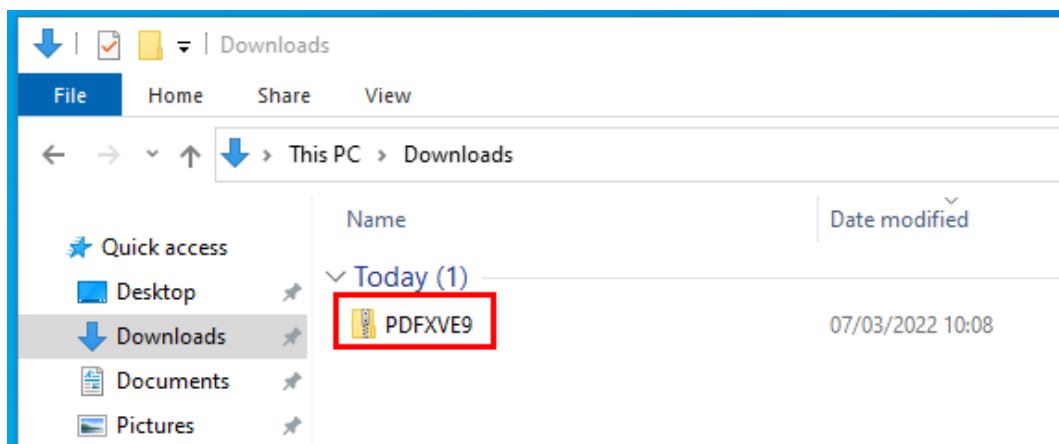 Downloads
File Home Share View
This PC > Downloads
Name Date modified
Quick access
Today (1)
Desktop
PDFXVE9 07/03/2022 10:08
Downloads
Documents
Pictures